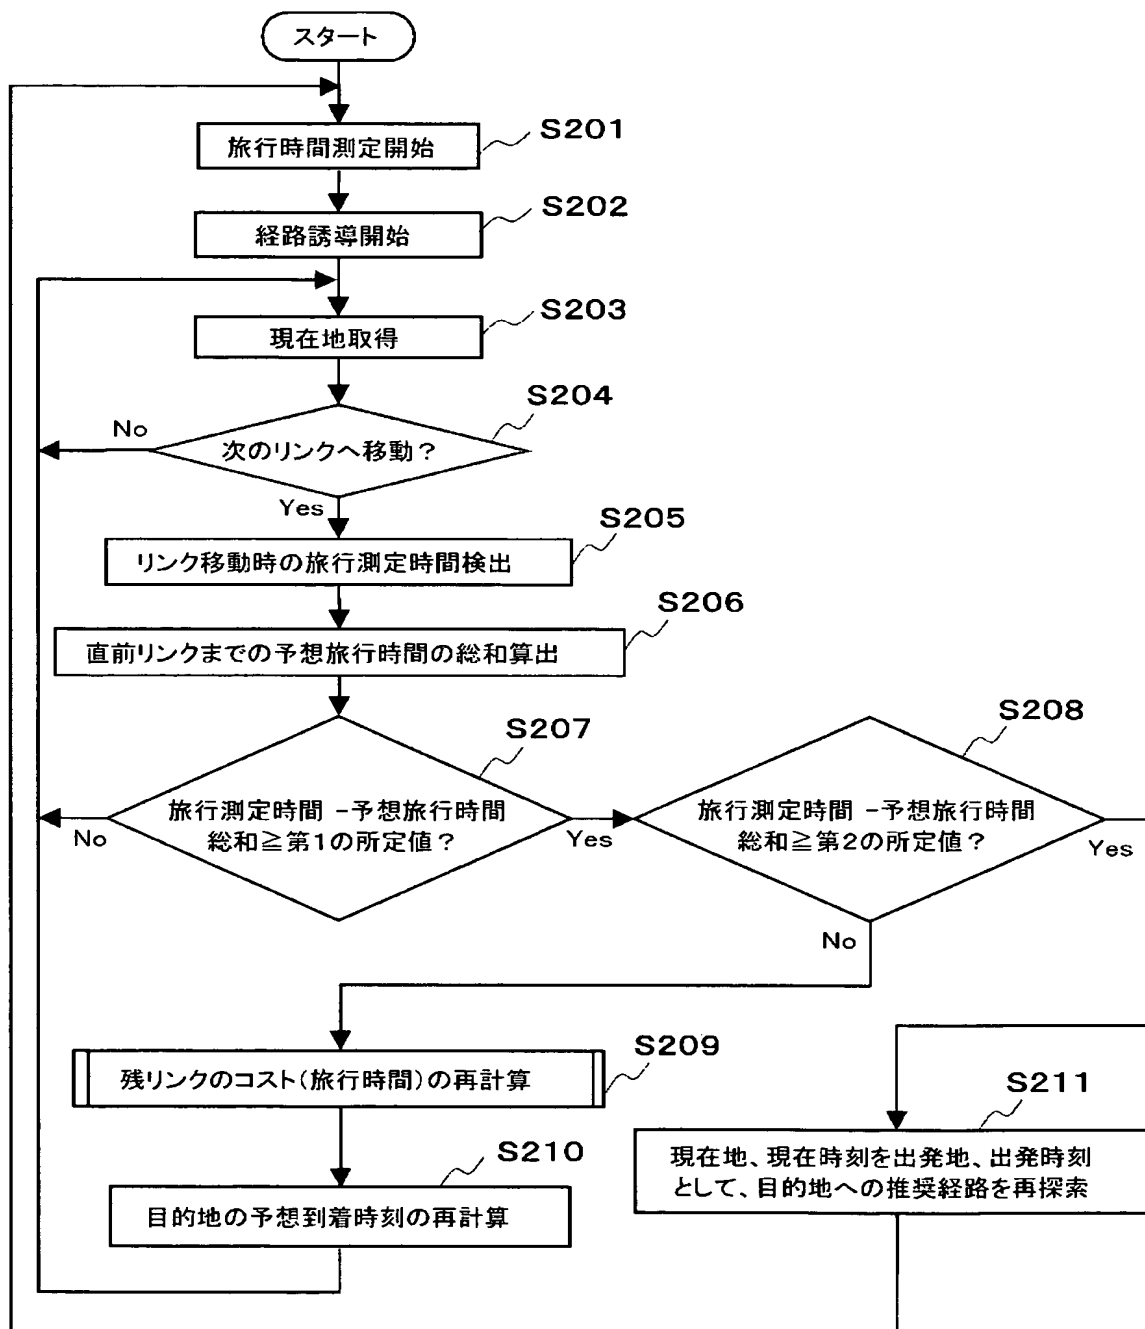 スタート
S201
旅行時間測定開始
S202
経路誘導開始
S203
現在地取得
S204
No
次のリンクへ移動？
Yes
S205
リンク移動時の旅行測定時間検出
S206
直前リンクまでの予想旅行時間の総和算出
S207
旅行測定時間 －予想旅行時間
総和≧第1の所定値？
No
Yes
S208
旅行測定時間 －予想旅行時間
総和≧第2の所定値？
Yes
No
S209
残リンクのコスト（旅行時間）の再計算
S210
目的地の予想到着時刻の再計算
S211
現在地、現在時刻を出発地、出発時刻
として、目的地への推奨経路を再探索